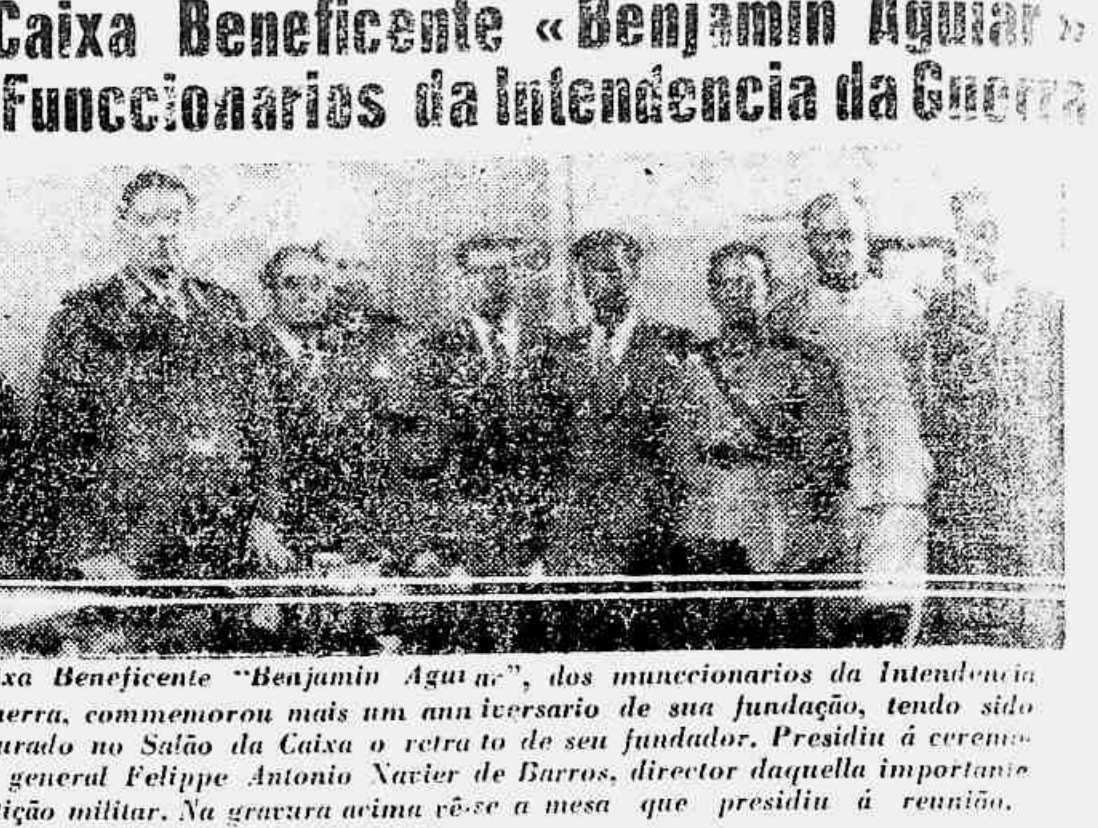 Caixa Beneficente «Benjamin Aguiar»
Funccionarios da Intendencia da Guerra
xa Beneficente "Benjamin Aguiar", dos munccionarios da Intendencia
uerra, commemorou mais um anniversario de sua fundação, tendo sido
urado no Salão da Caixa o retrato de seu fundador. Presidiu á ceremo-
general Felippe Antonio Xavier de Barros, director daquella importante
ição militar. Na gravura acima vê-se a mesa que presidiu á reunião.